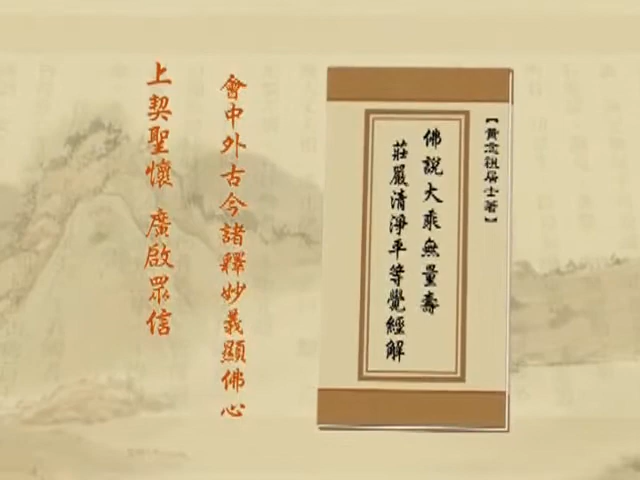 【黃念祖居士著】
佛說大乘無量壽
莊嚴清淨平等覺經解
會中外古今諸釋妙義顯佛心
上契聖懷 廣啟眾信